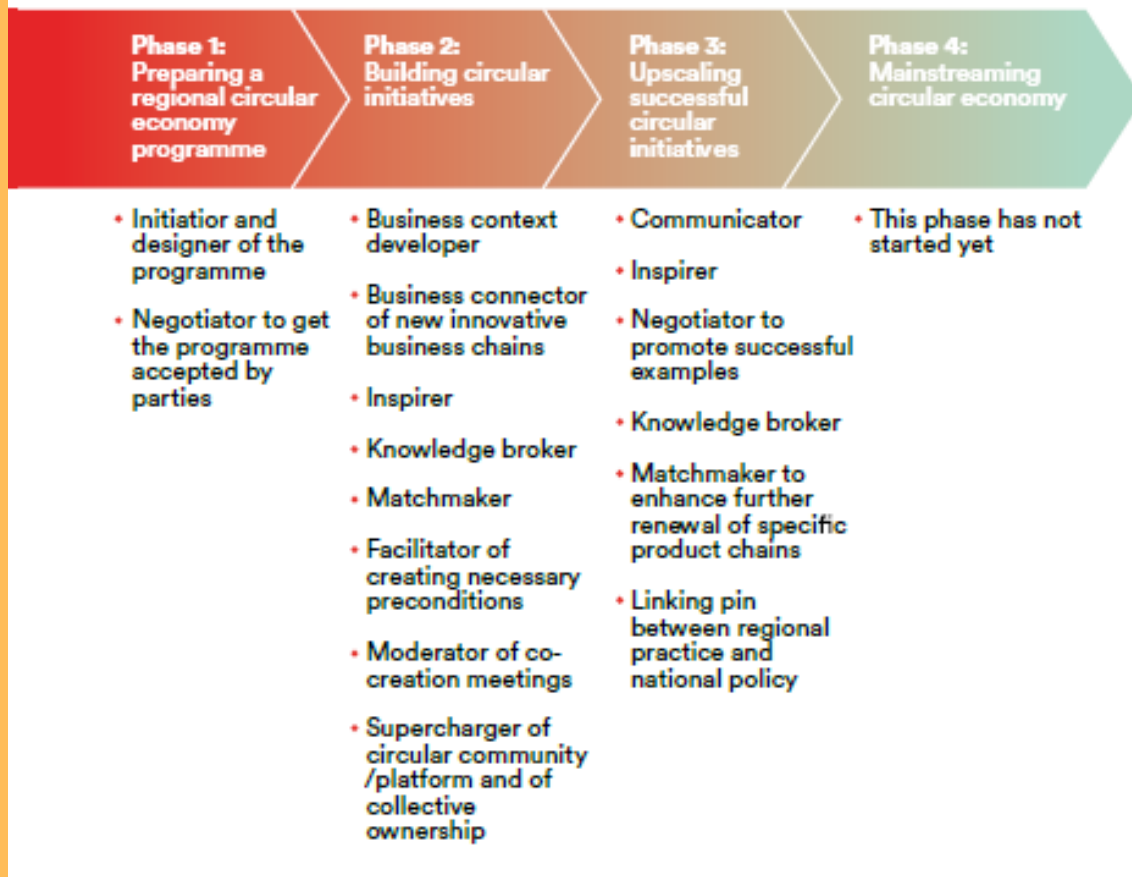 Phase 1:
Preparing a
regional circular
economy
programme
Phase 2:
Building circular
initiatives
Phase 3:
Upscaling
successful
circular
initiatives
Phase 4:
Mainstreaming
circular economy
• Initiatior and
designer of the
programme
• Negotiator to get
the programme
accepted by
parties
• Business context
developer
• Business connector
of new innovative
business chains
• Inspirer
• Knowledge broker
• Matchmaker
• Facilitator of
creating necessary
preconditions
• Moderator of co-
creation meetings
• Supercharger of
circular community
/platform and of
collective
ownership
• Communicator
• Inspirer
• Negotiator to
promote successful
examples
• Knowledge broker
• Matchmaker to
enhance further
renewal of specific
product chains
• Linking pin
between regional
practice and
national policy
• This phase has not
started yet